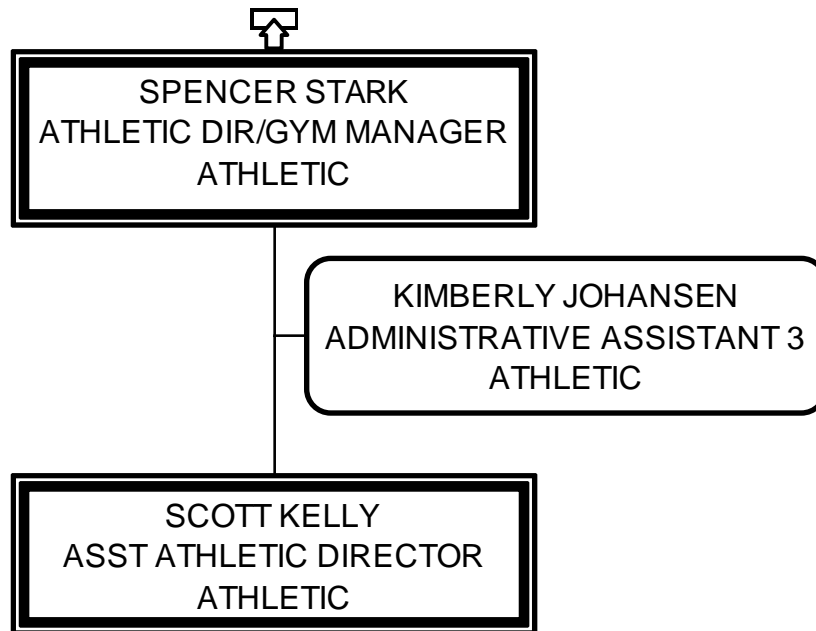 SPENCER STARK
ATHLETIC DIR/GYM MANAGER
ATHLETIC
KIMBERLY JOHANSEN
ADMINISTRATIVE ASSISTANT 3
ATHLETIC
SCOTT KELLY
ASST ATHLETIC DIRECTOR
ATHLETIC